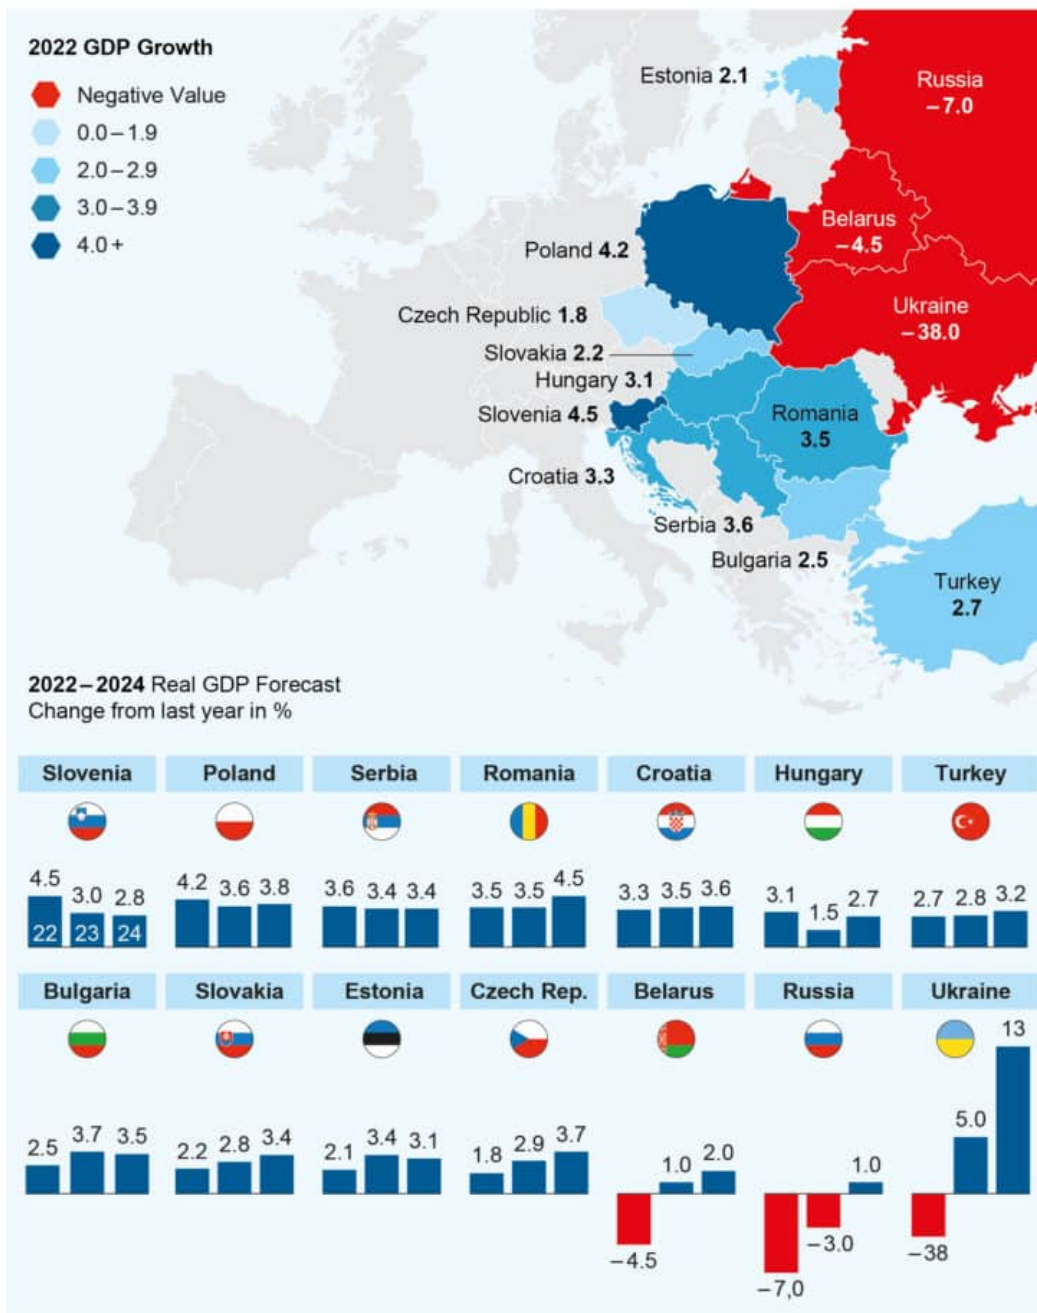 2022 GDP Growth
Negative Value
0.0–1.9
2.0–2.9
3.0–3.9
4.0+
Estonia 2.1
Russia
–7.0
Belarus
–4.5
Poland 4.2
Ukraine
–38.0
Czech Republic 1.8
Slovakia 2.2
Hungary 3.1
Slovenia 4.5
Romania
3.5
Croatia 3.3
Serbia 3.6
Bulgaria 2.5
Turkey
2.7
2022–2024 Real GDP Forecast
Change from last year in %
Slovenia Poland Serbia Romania Croatia Hungary Turkey
4.5 3.0 2.8 4.2 3.6 3.8 3.6 3.4 3.4 3.5 3.5 4.5 3.3 3.5 3.6 3.1 1.5 2.7 2.7 2.8 3.2
22 23 24
Bulgaria Slovakia Estonia Czech Rep. Belarus Russia Ukraine
2.5 3.7 3.5 2.2 2.8 3.4 2.1 3.4 3.1 1.8 2.9 3.7 –4.5 1.0 2.0 –7,0 –3.0 1.0 –38 5.0 13